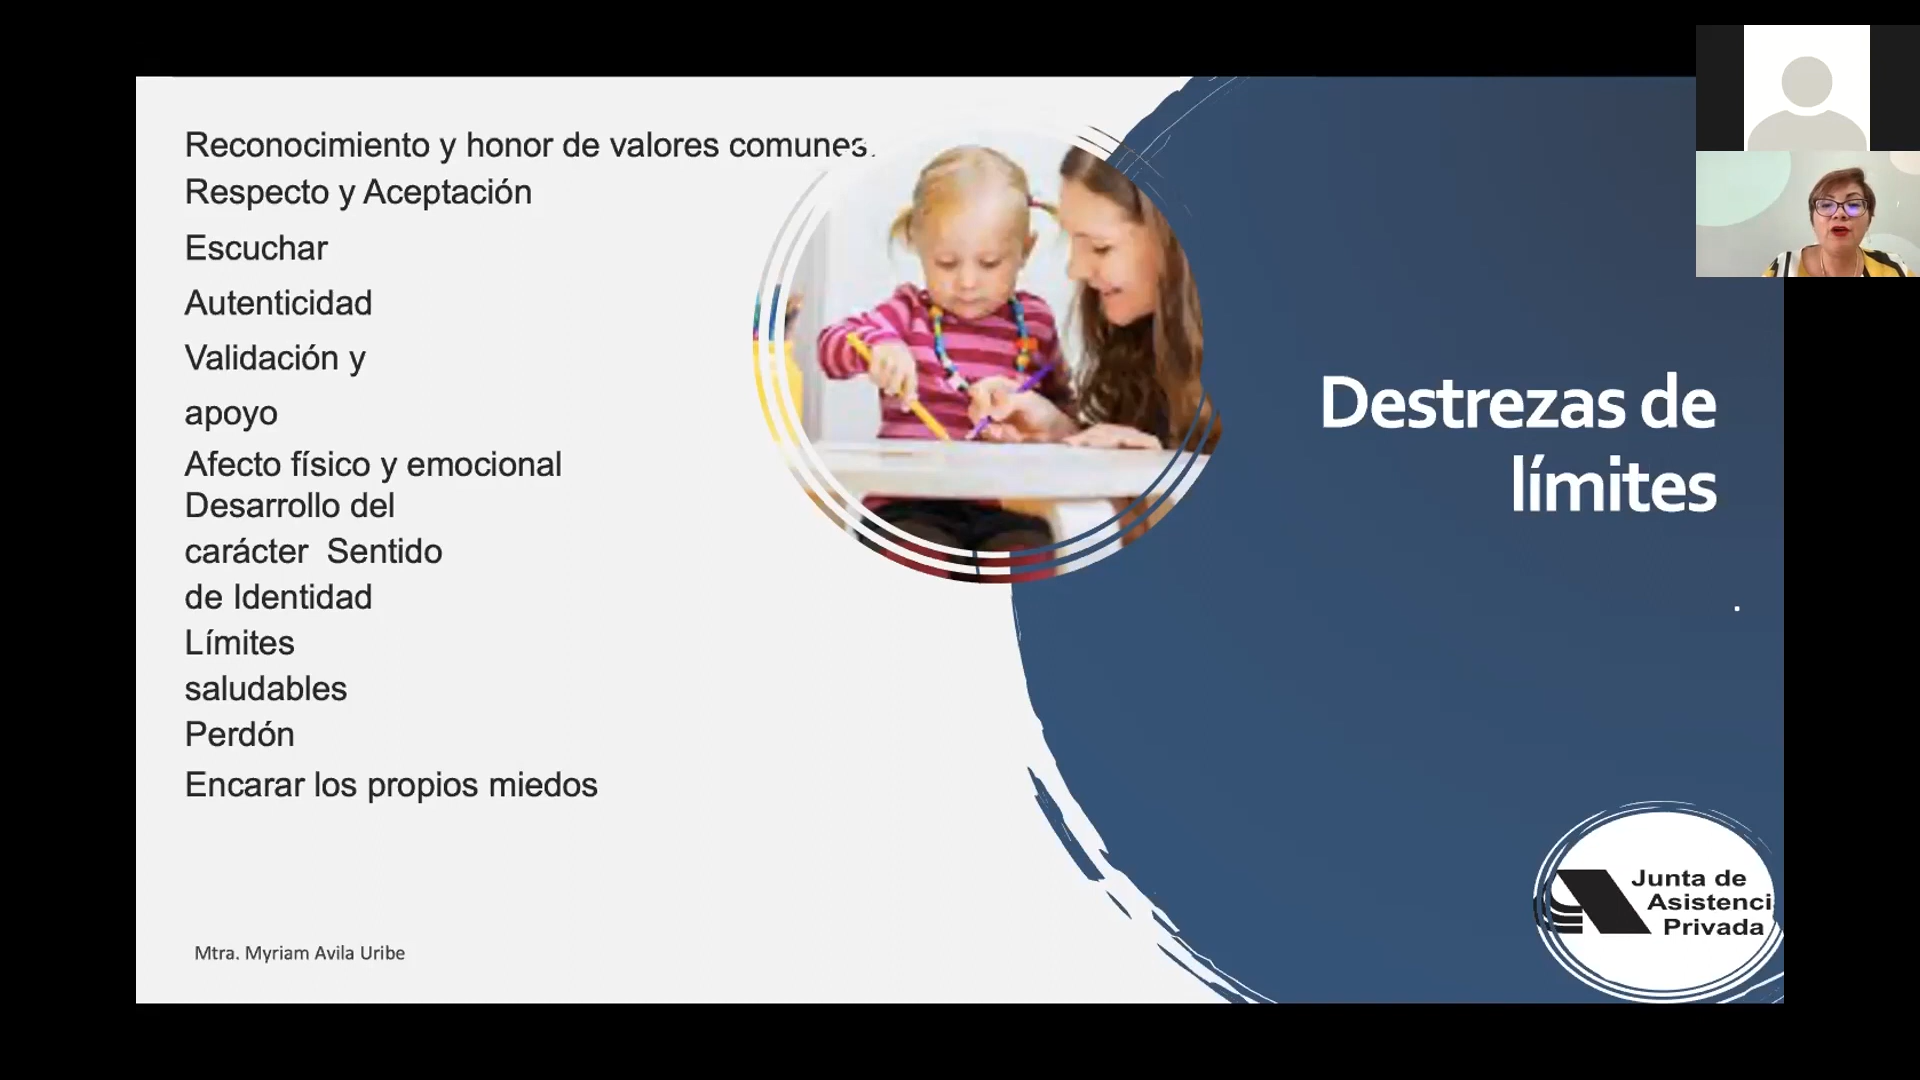 Reconocimiento y honor de valores comunes.
Respecto y Aceptación
Escuchar
Autenticidad
Validación y
apoyo
Afecto físico y emocional
Desarrollo del
carácter  Sentido
de Identidad
Límites
saludables
Perdón
Encarar los propios miedos
Destrezas de
límites
.
Mtra. Myriam Avila Uribe
Junta de
Asistenci
Privada